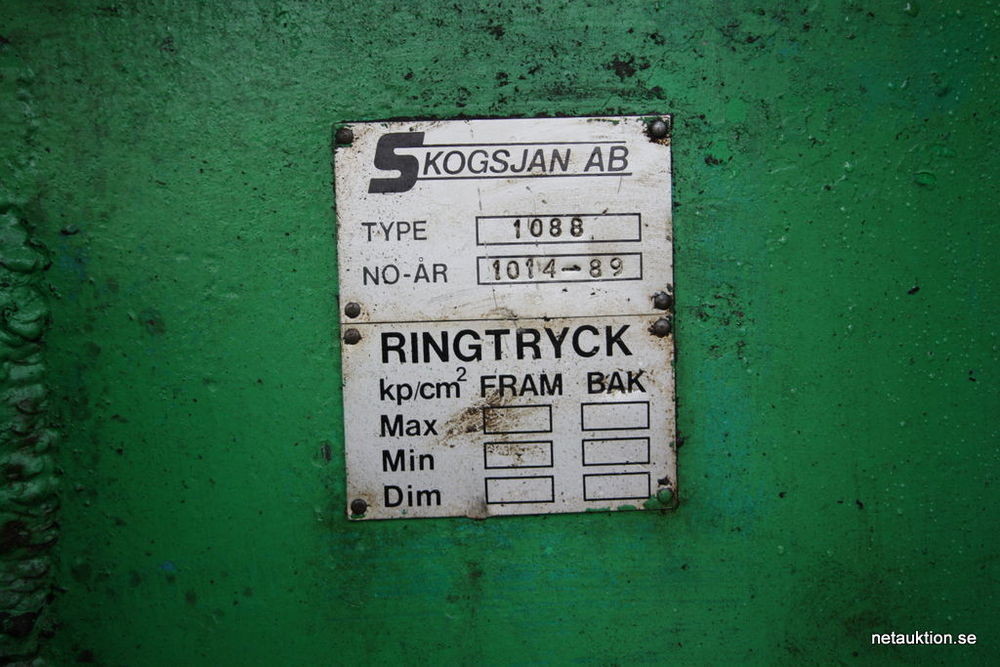 SKOGSJAN AB
TYPE 1088
NO-ÅR 1014-89
RINGTRYCK
kp/cm² FRAM BAK
Max
Min
Dim
netauktion.se